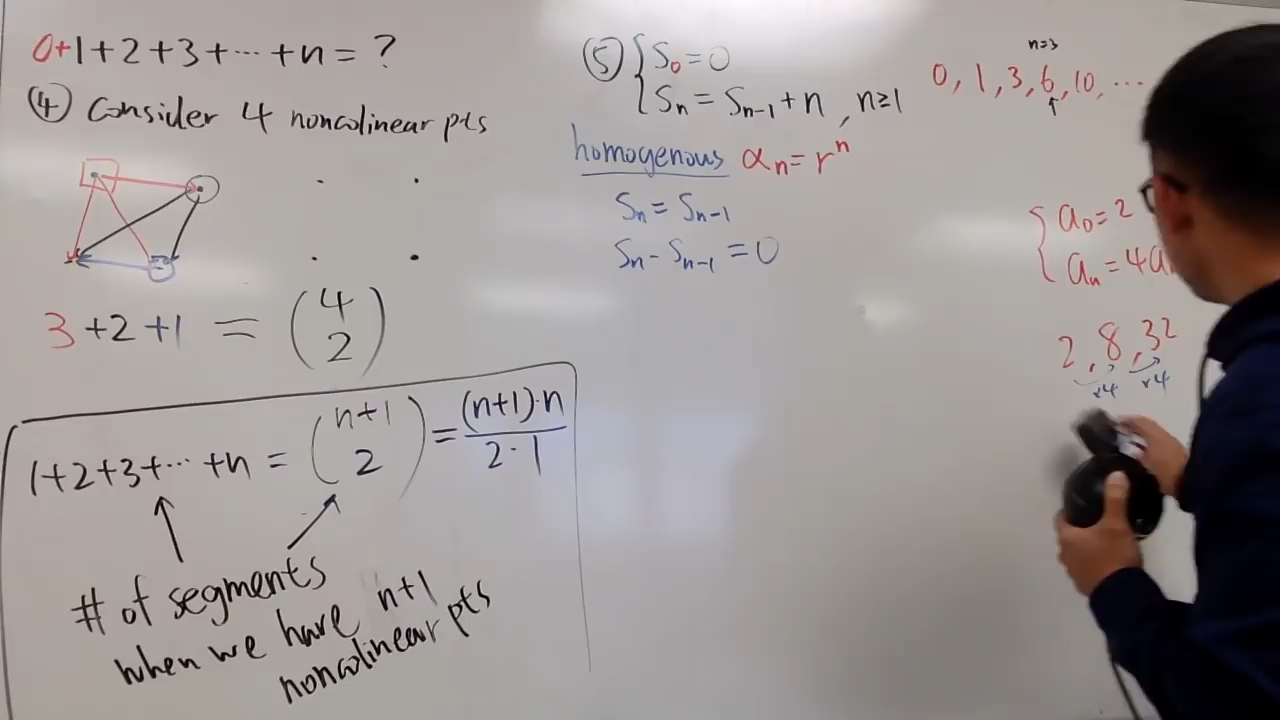 0+1+2+3+⋯+n=?
④ Consider 4 noncolinear pts
3+2+1 = (4 2)
1+2+3+⋯+n = (n+1 2) = (n+1)·n / 2·1
# of segments
when we have n+1
noncolinear pts
⑤ { S₀=0
Sₙ = Sₙ₋₁+n, n≥1
homogenous αₙ=rⁿ
Sₙ = Sₙ₋₁
Sₙ - Sₙ₋₁ = 0
n=3
0, 1, 3, 6, 10, ⋯
{ a₀=2
aₙ=4a
2, 8, 32
x4 x4